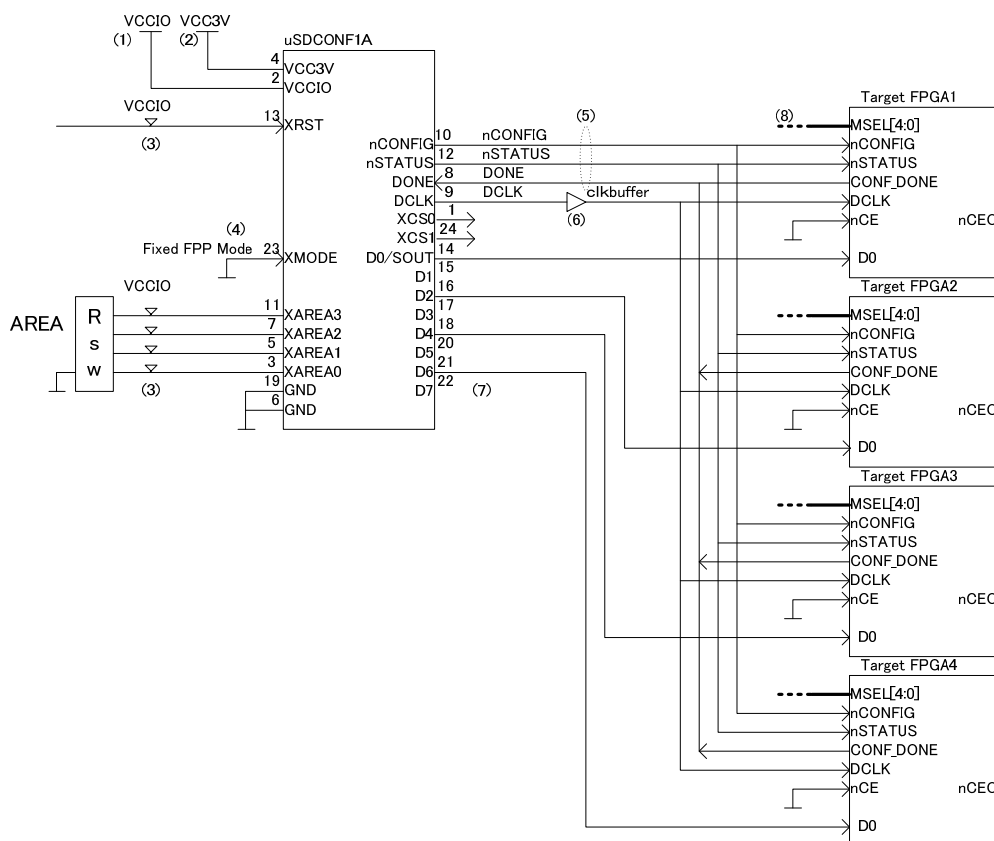 VCCIO VCC3V
(1) (2)
uSDCONF1A
4 VCC3V
2 VCCIO
VCCIO
13 XRST
(3)
(4)
Fixed FPP Mode 23 XMODE
VCCIO
AREA
R
s
w
11 XAREA3
7 XAREA2
5 XAREA1
3 XAREA0
(3)
19 GND
6 GND
nCONFIG 10 nCONFIG
nSTATUS 12 nSTATUS
DONE 8 DONE
DCLK 9 DCLK
(5)
clkbuffer
(6)
XCS0 1
XCS1 24
D0/SOUT 14
D1 15
D2 16
D3 17
D4 18
D5 20
D6 21
D7 22
(7)
(8)
Target FPGA1
MSEL[4:0]
nCONFIG
nSTATUS
CONF_DONE
DCLK
nCE nCEO
D0
Target FPGA2
MSEL[4:0]
nCONFIG
nSTATUS
CONF_DONE
DCLK
nCE nCEO
D0
Target FPGA3
MSEL[4:0]
nCONFIG
nSTATUS
CONF_DONE
DCLK
nCE nCEO
D0
Target FPGA4
MSEL[4:0]
nCONFIG
nSTATUS
CONF_DONE
DCLK
nCE nCEO
D0